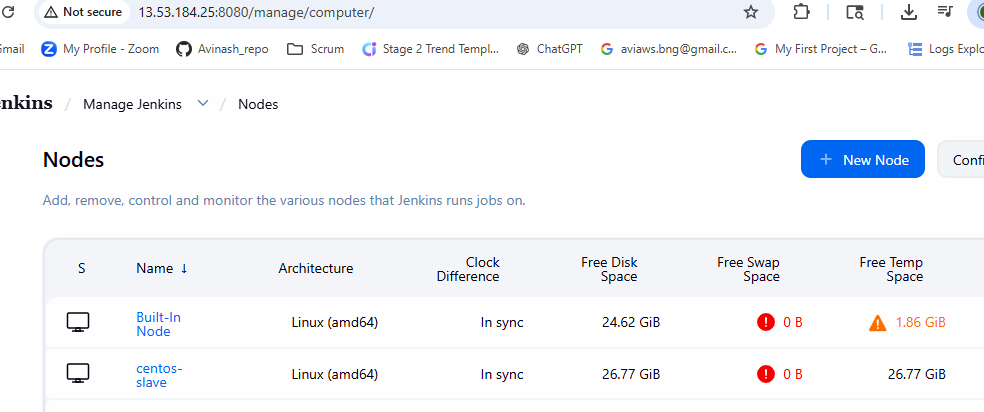 Not secure 13.53.184.25:8080/manage/computer/
Gmail My Profile - Zoom Avinash_repo Scrum Stage 2 Trend Templ... ChatGPT aviaws.bng@gmail.c... My First Project – G... Logs Explo
enkins / Manage Jenkins / Nodes
Nodes
+ New Node
Confi
Add, remove, control and monitor the various nodes that Jenkins runs jobs on.
S Name ↓ Architecture Clock Difference Free Disk Space Free Swap Space Free Temp Space
Built-In Node Linux (amd64) In sync 24.62 GiB 0 B 1.86 GiB
centos-slave Linux (amd64) In sync 26.77 GiB 0 B 26.77 GiB